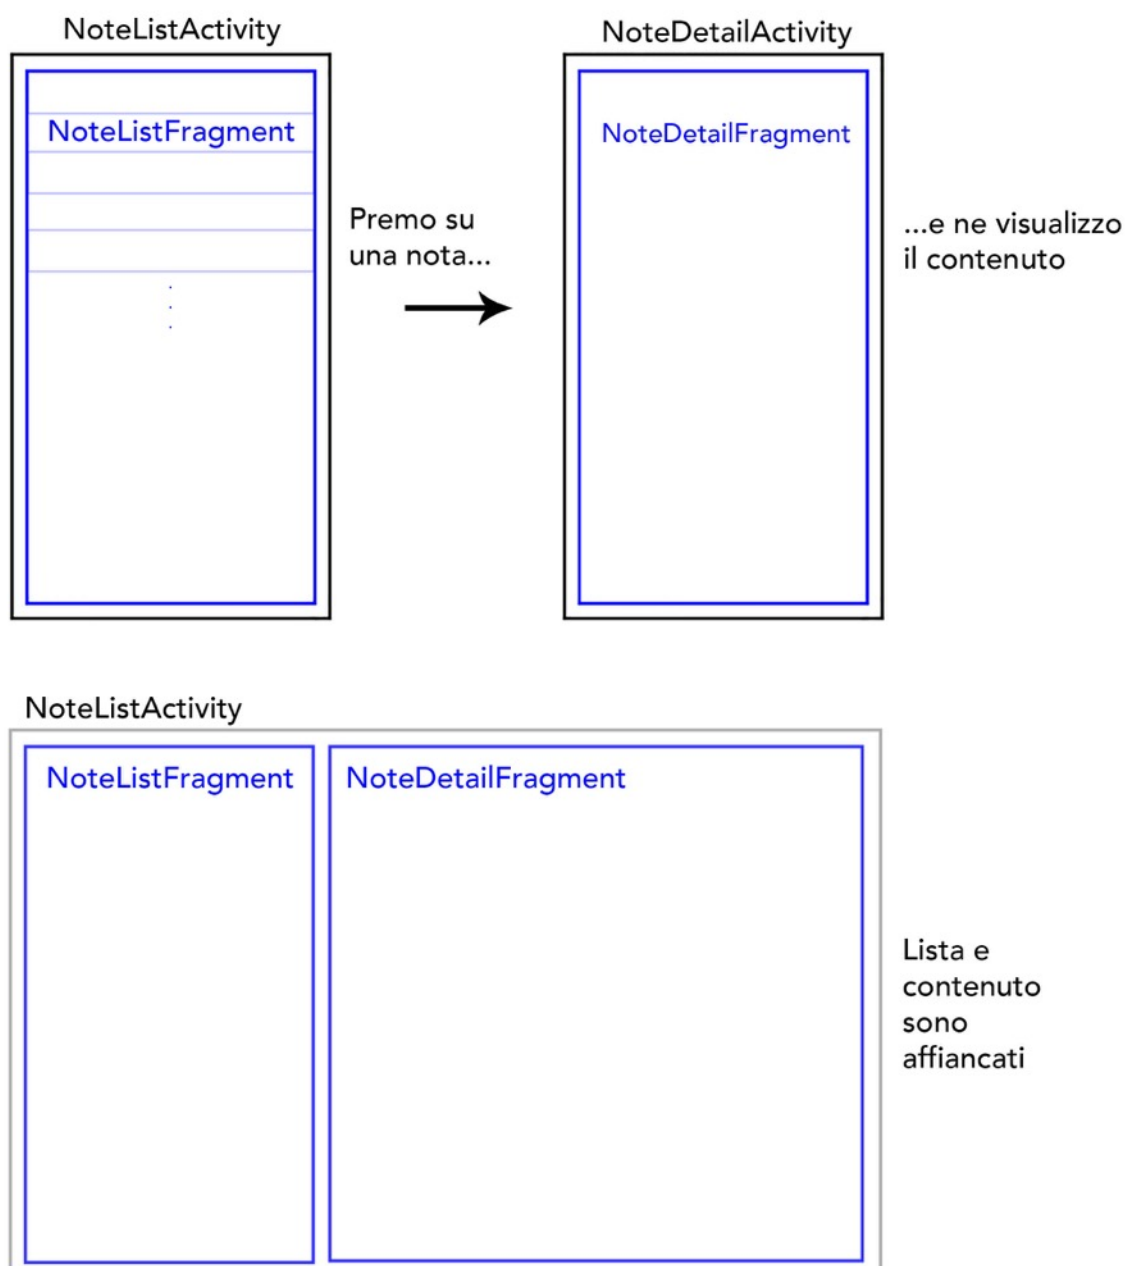 NoteListActivity
NoteDetailActivity
NoteListFragment
NoteDetailFragment
Premo su
una nota...
...e ne visualizzo
il contenuto
NoteListActivity
NoteListFragment
NoteDetailFragment
Lista e
contenuto
sono
affiancati